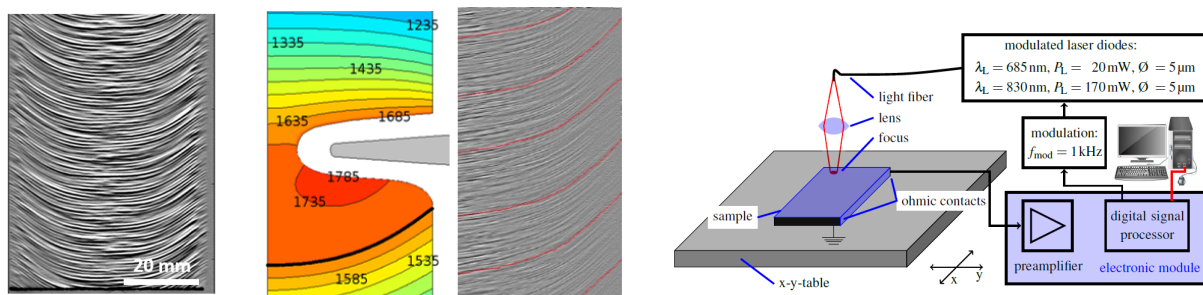 20 mm
1235
1335
1435
1635
1685
1785
1735
1535
1585
modulated laser diodes:
λL = 685 nm, PL = 20 mW, Ø = 5 µm
λL = 830 nm, PL = 170 mW, Ø = 5 µm
light fiber
lens
focus
modulation:
fmod = 1 kHz
ohmic contacts
sample
digital signal
processor
preamplifier
electronic module
x-y-table
x
y